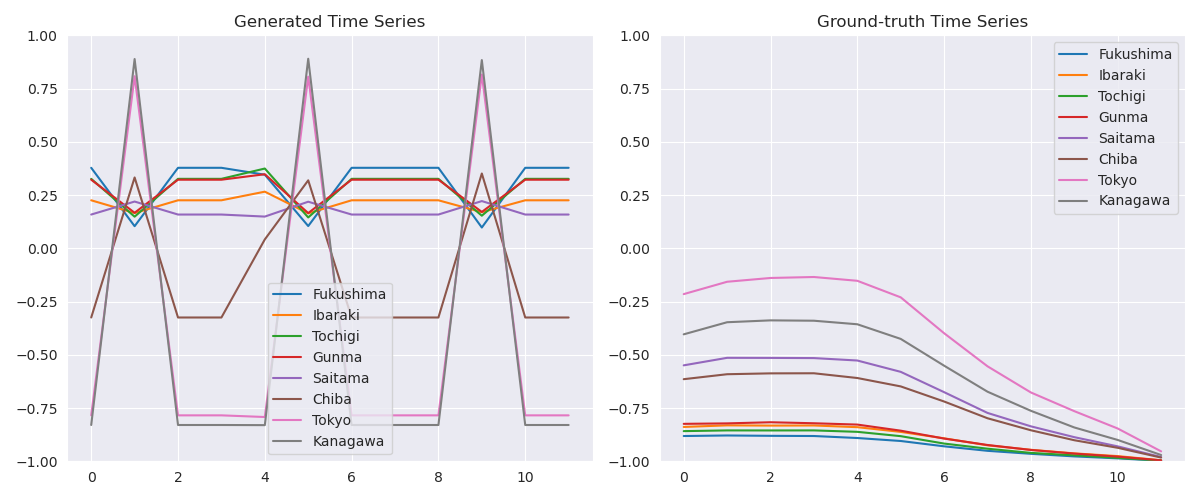 Generated Time Series
1.00
0.75
0.50
0.25
0.00
−0.25
−0.50
−0.75
−1.00
0 2 4 6 8 10
Fukushima
Ibaraki
Tochigi
Gunma
Saitama
Chiba
Tokyo
Kanagawa
Ground-truth Time Series
1.00
0.75
0.50
0.25
0.00
−0.25
−0.50
−0.75
−1.00
0 2 4 6 8 10
Fukushima
Ibaraki
Tochigi
Gunma
Saitama
Chiba
Tokyo
Kanagawa